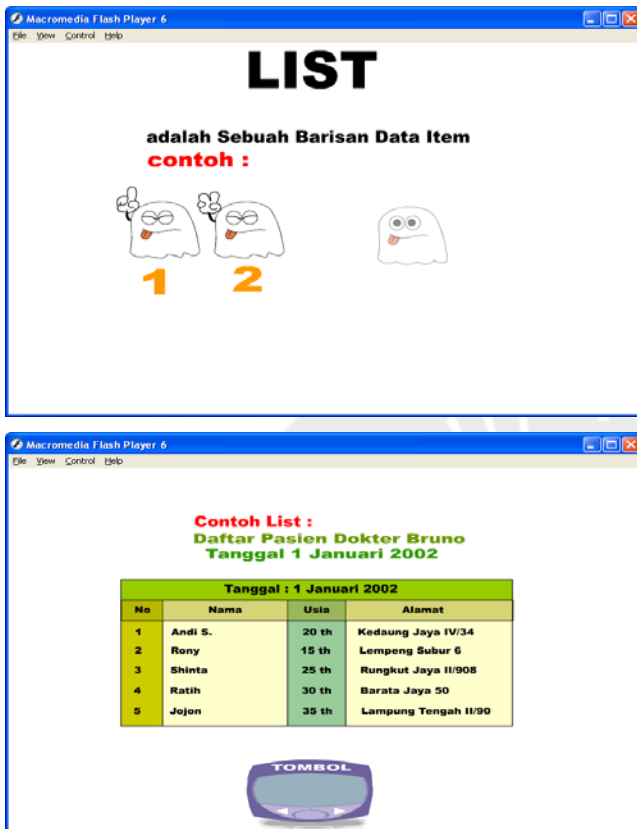 Macromedia Flash Player 6
File View Control Help
LIST
adalah Sebuah Barisan Data Item
contoh :
1 2
Macromedia Flash Player 6
File View Control Help
Contoh List :
Daftar Pasien Dokter Bruno
Tanggal 1 Januari 2002
Tanggal : 1 Januari 2002
No Nama Usia Alamat
1 Andi S. 20 th Kedaung Jaya IV/34
2 Rony 15 th Lempeng Subur 6
3 Shinta 25 th Rungkut Jaya II/908
4 Ratih 30 th Barata Jaya 50
5 Jojon 35 th Lampung Tengah II/90
TOMBOL